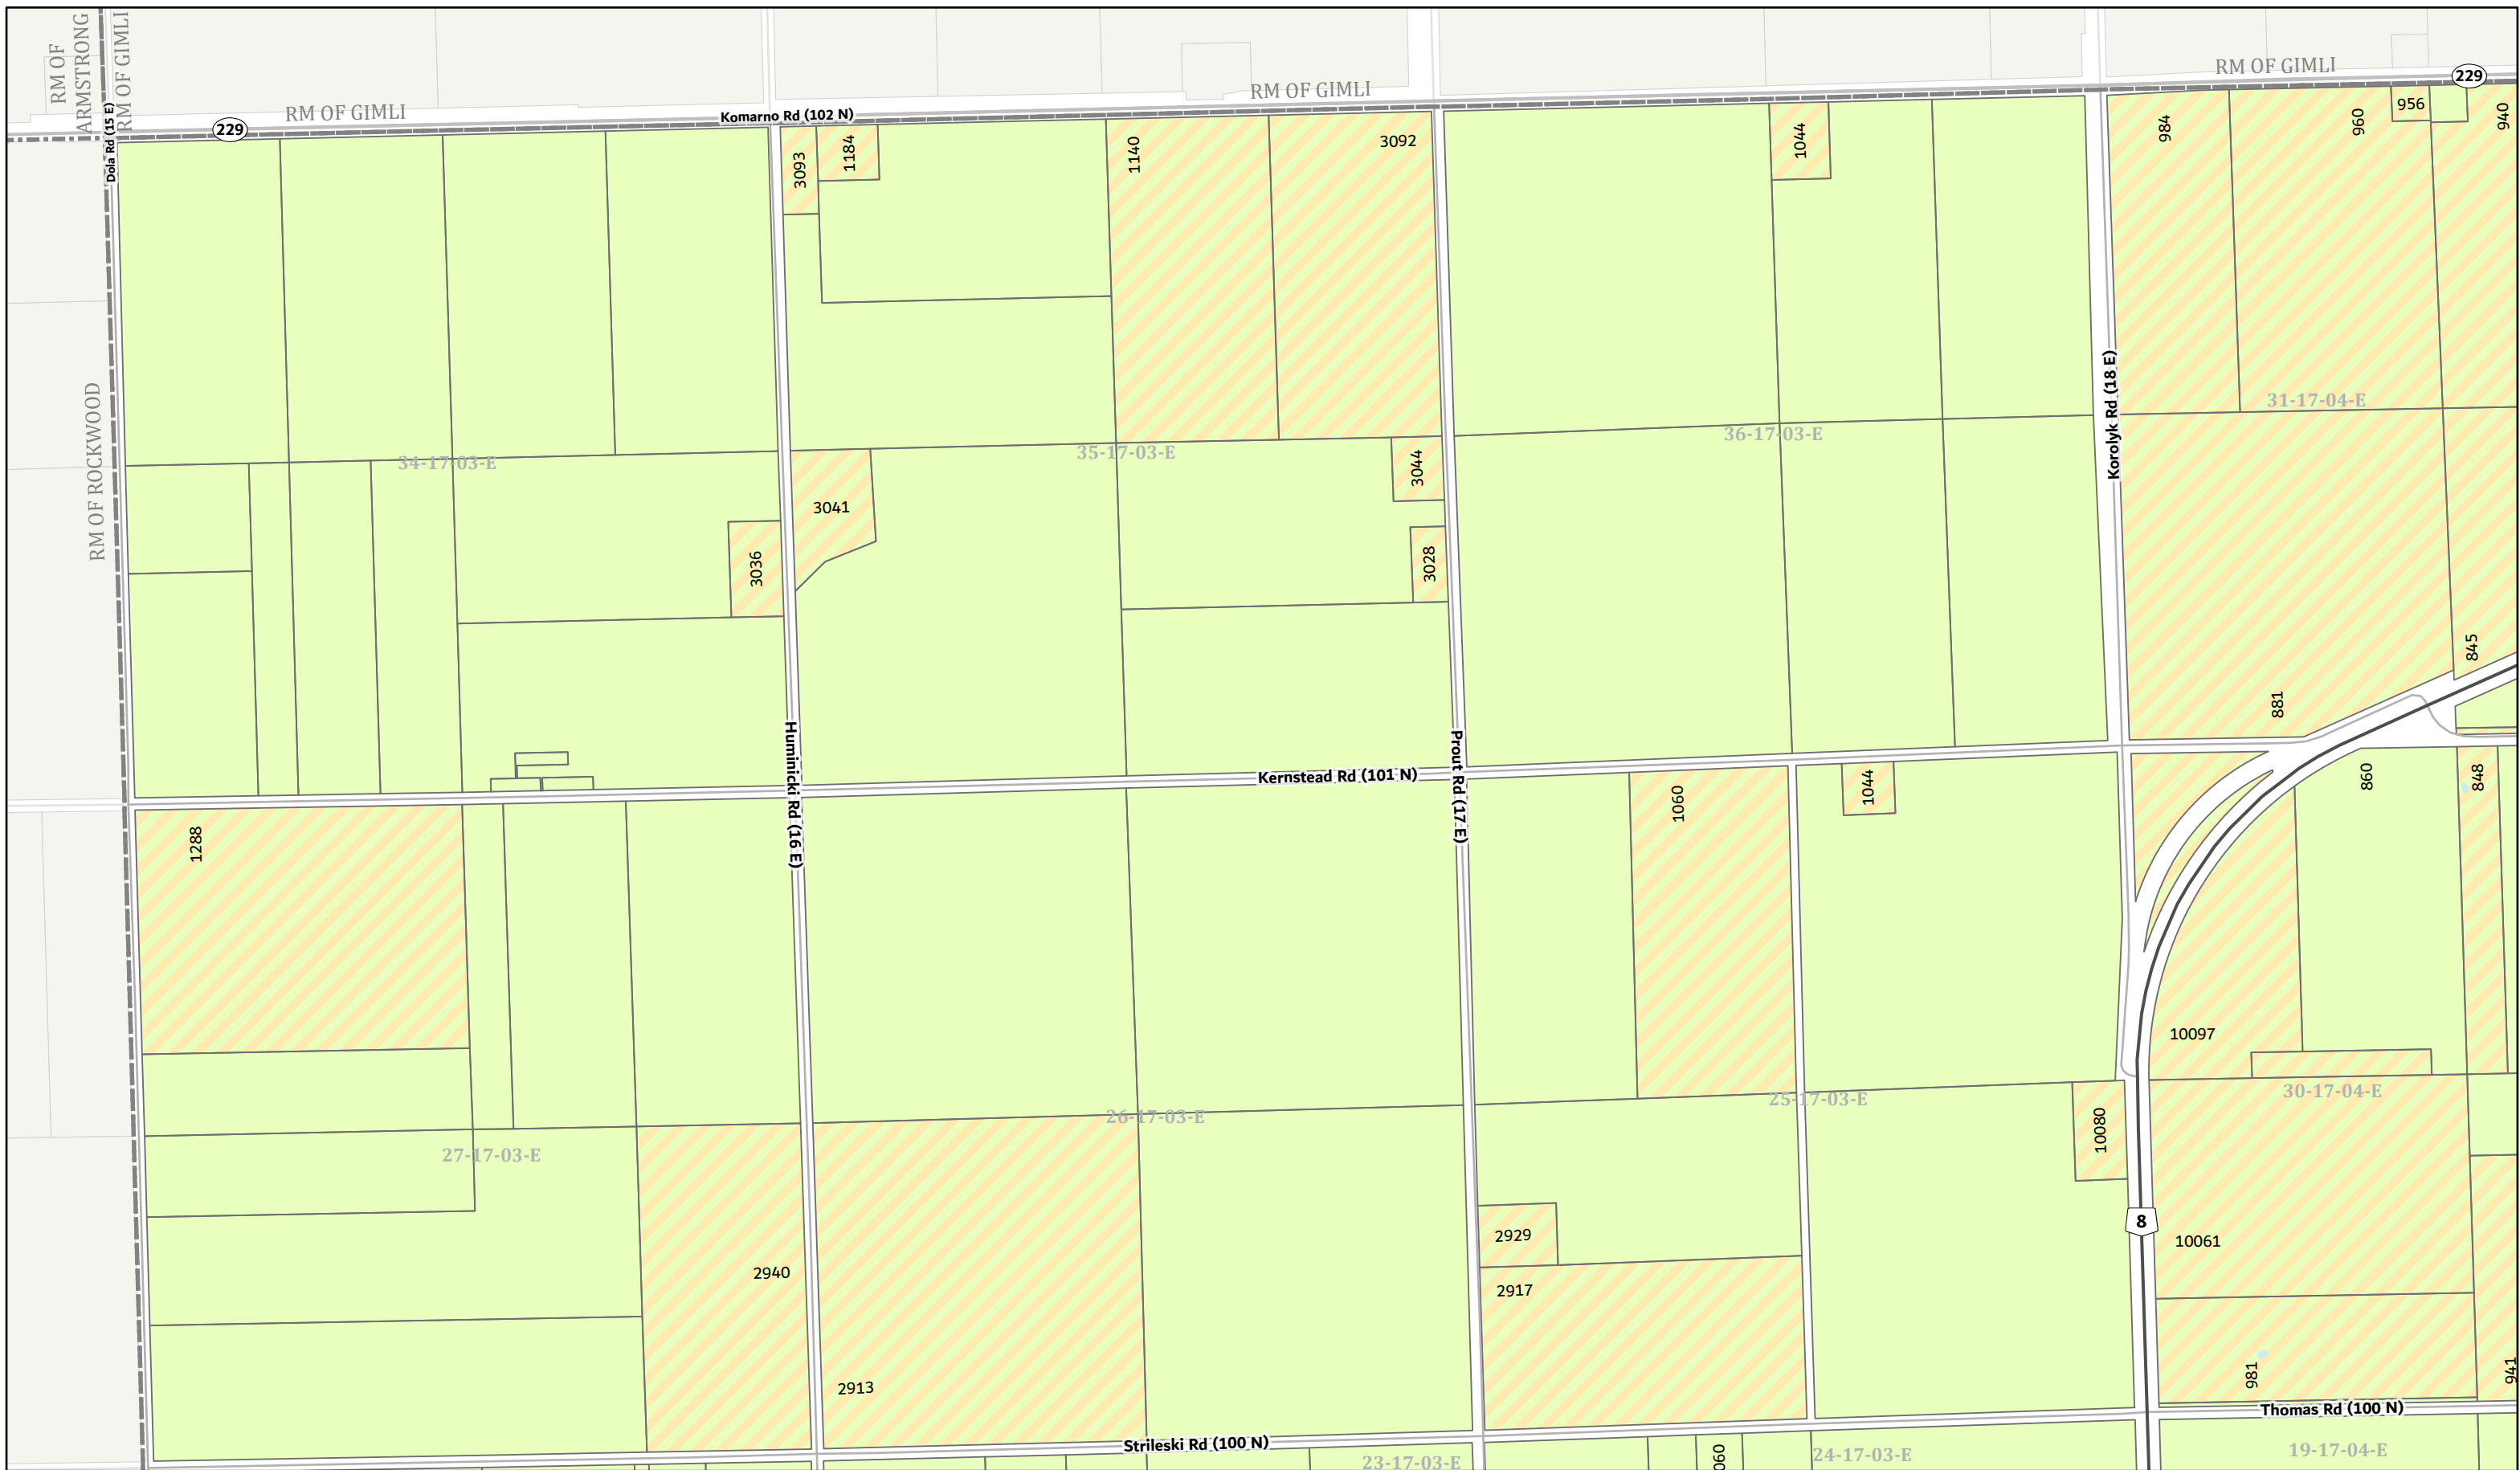 RM OF
ARMSTRONG
RM OF GIMLI
RM OF GIMLI
RM OF GIMLI
RM OF GIMLI
229
229
Komarno Rd (102 N)
Dola Rd (15 E)
3093
1184
1140
3092
1044
984
960
956
940
RM OF ROCKWOOD
Korolyk Rd (18 E)
31-17-04-E
34-17-03-E
35-17-03-E
36-17-03-E
3044
3041
3036
3028
845
881
Huminicki Rd (16 E)
Prout Rd (17 E)
Kernstead Rd (101 N)
1288
1060
1044
860
848
10097
30-17-04-E
25-17-03-E
26-17-03-E
27-17-03-E
10080
8
2929
10061
2940
2917
2913
981
941
Thomas Rd (100 N)
Strileski Rd (100 N)
060
23-17-03-E
24-17-03-E
19-17-04-E